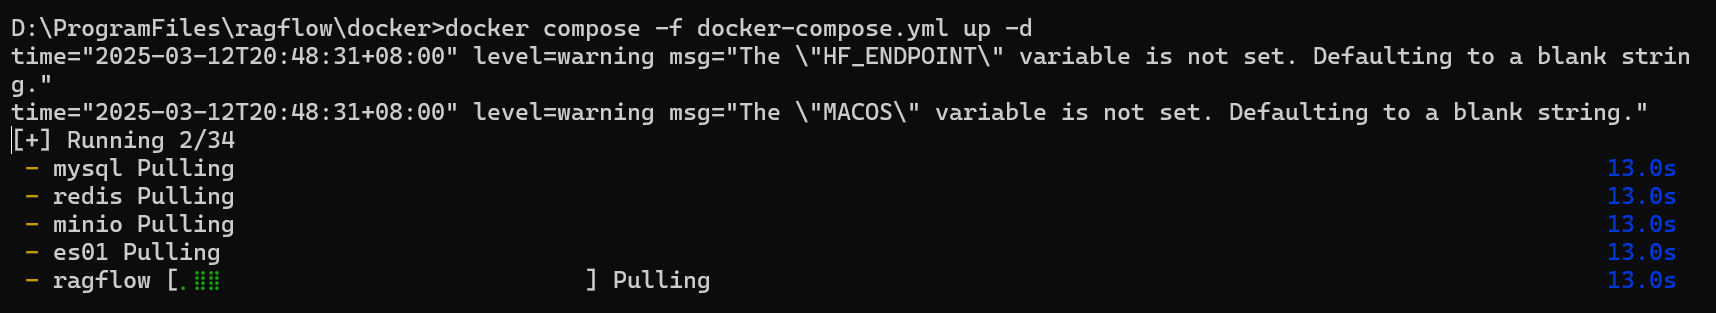 D:\ProgramFiles\ragflow\docker>docker compose -f docker-compose.yml up -d
time="2025-03-12T20:48:31+08:00" level=warning msg="The \"HF_ENDPOINT\" variable is not set. Defaulting to a blank strin
g."
time="2025-03-12T20:48:31+08:00" level=warning msg="The \"MACOS\" variable is not set. Defaulting to a blank string."
[+] Running 2/34
- mysql Pulling 13.0s
- redis Pulling 13.0s
- minio Pulling 13.0s
- es01 Pulling 13.0s
- ragflow [.⣿⣿ ] Pulling 13.0s